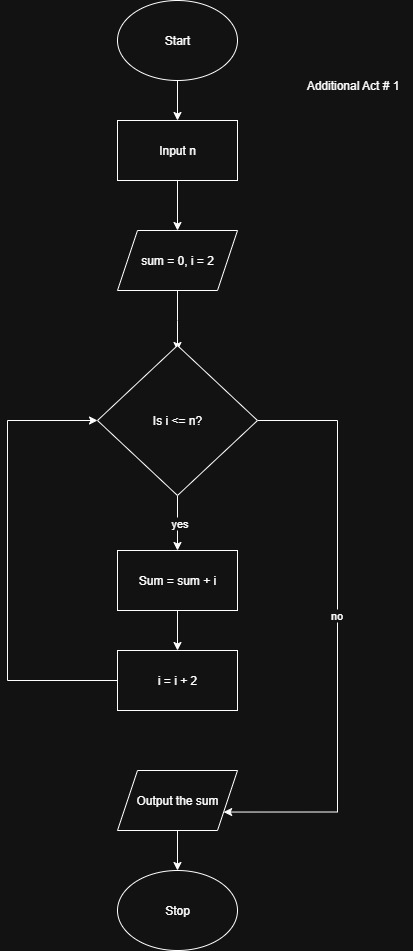 Start
Additional Act # 1
Input n
sum = 0, i = 2
Is i <= n?
yes
Sum = sum + i
no
i = i + 2
Output the sum
Stop